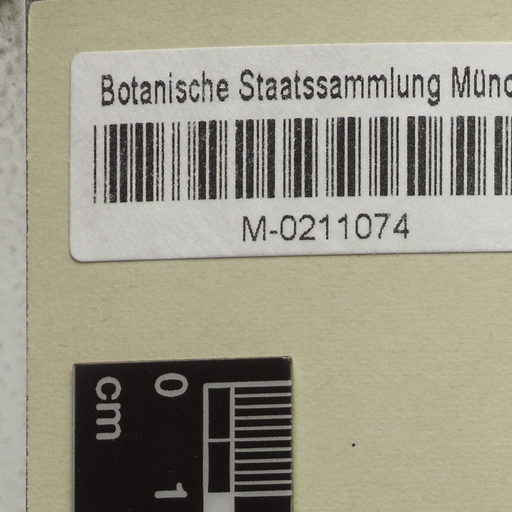 Botanische Staatssammlung Münc
M-0211074
cm
0
1